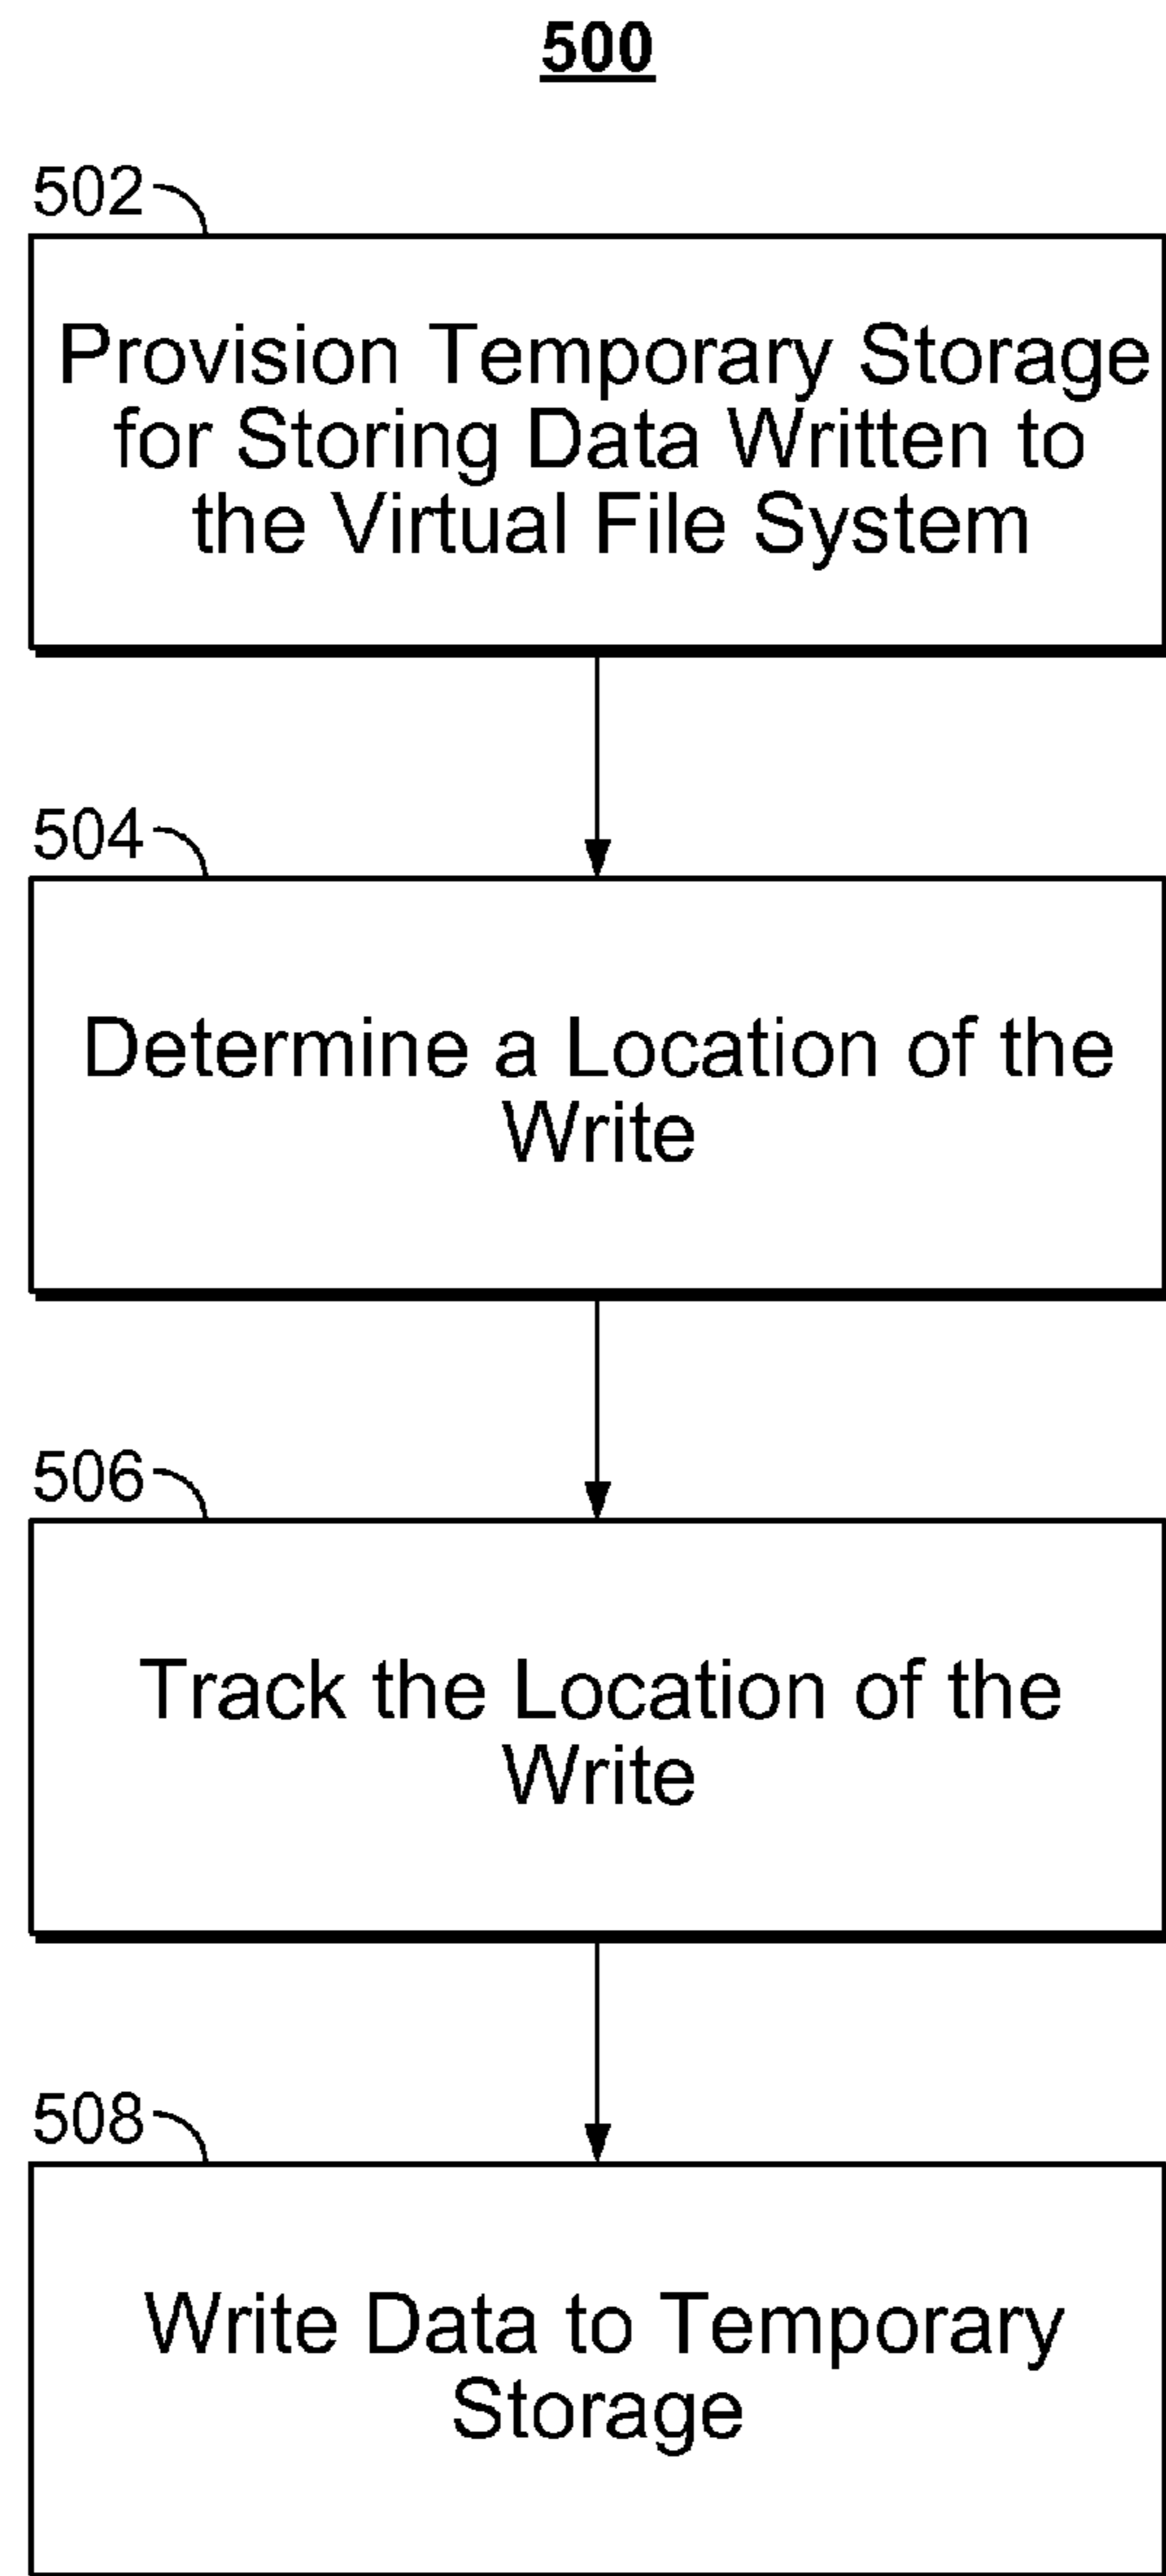 500
502
Provision Temporary Storage
for Storing Data Written to
the Virtual File System
504
Determine a Location of the
Write
506
Track the Location of the
Write
508
Write Data to Temporary
Storage